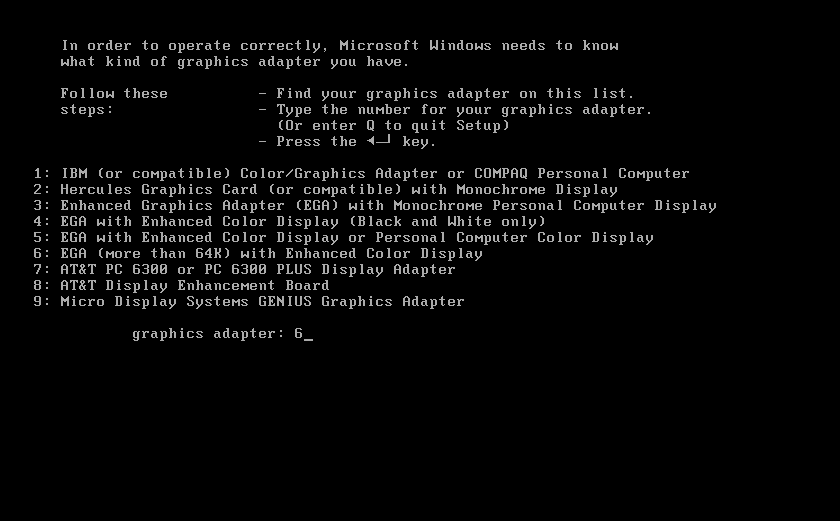 In order to operate correctly, Microsoft Windows needs to know
what kind of graphics adapter you have.
Follow these - Find your graphics adapter on this list.
steps: - Type the number for your graphics adapter.
(Or enter Q to quit Setup)
- Press the ◄─┘ key.
1: IBM (or compatible) Color/Graphics Adapter or COMPAQ Personal Computer
2: Hercules Graphics Card (or compatible) with Monochrome Display
3: Enhanced Graphics Adapter (EGA) with Monochrome Personal Computer Display
4: EGA with Enhanced Color Display (Black and White only)
5: EGA with Enhanced Color Display or Personal Computer Color Display
6: EGA (more than 64K) with Enhanced Color Display
7: AT&T PC 6300 or PC 6300 PLUS Display Adapter
8: AT&T Display Enhancement Board
9: Micro Display Systems GENIUS Graphics Adapter
graphics adapter: 6_